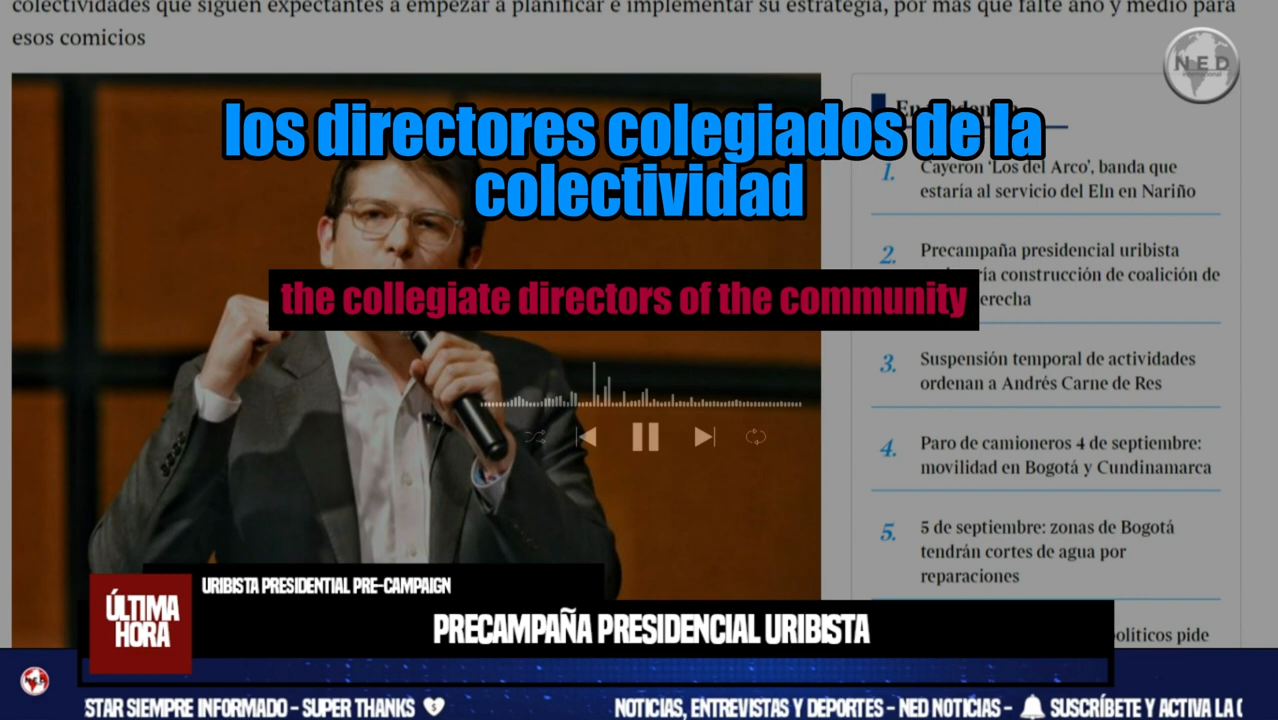 colectividades que siguen expectantes a empezar a planificar e implementar su estrategia, por más que falte año y medio para
esos comicios
NED
internacional
los directores colegiados de la
colectividad
the collegiate directors of the community
1. Cayeron ‘Los del Arco’, banda que
estaría al servicio del Eln en Nariño
2. Precampaña presidencial uribista
construcción de coalición de
3. Suspensión temporal de actividades
ordenan a Andrés Carne de Res
4. Paro de camioneros 4 de septiembre:
movilidad en Bogotá y Cundinamarca
5. 5 de septiembre: zonas de Bogotá
tendrán cortes de agua por
reparaciones
pide
ÚLTIMA
HORA
URIBISTA PRESIDENTIAL PRE-CAMPAIGN
PRECAMPAÑA PRESIDENCIAL URIBISTA
STAR SIEMPRE INFORMADO - SUPER THANKS
NOTICIAS, ENTREVISTAS Y DEPORTES - NED NOTICIAS -
SUSCRÍBETE Y ACTIVA LA